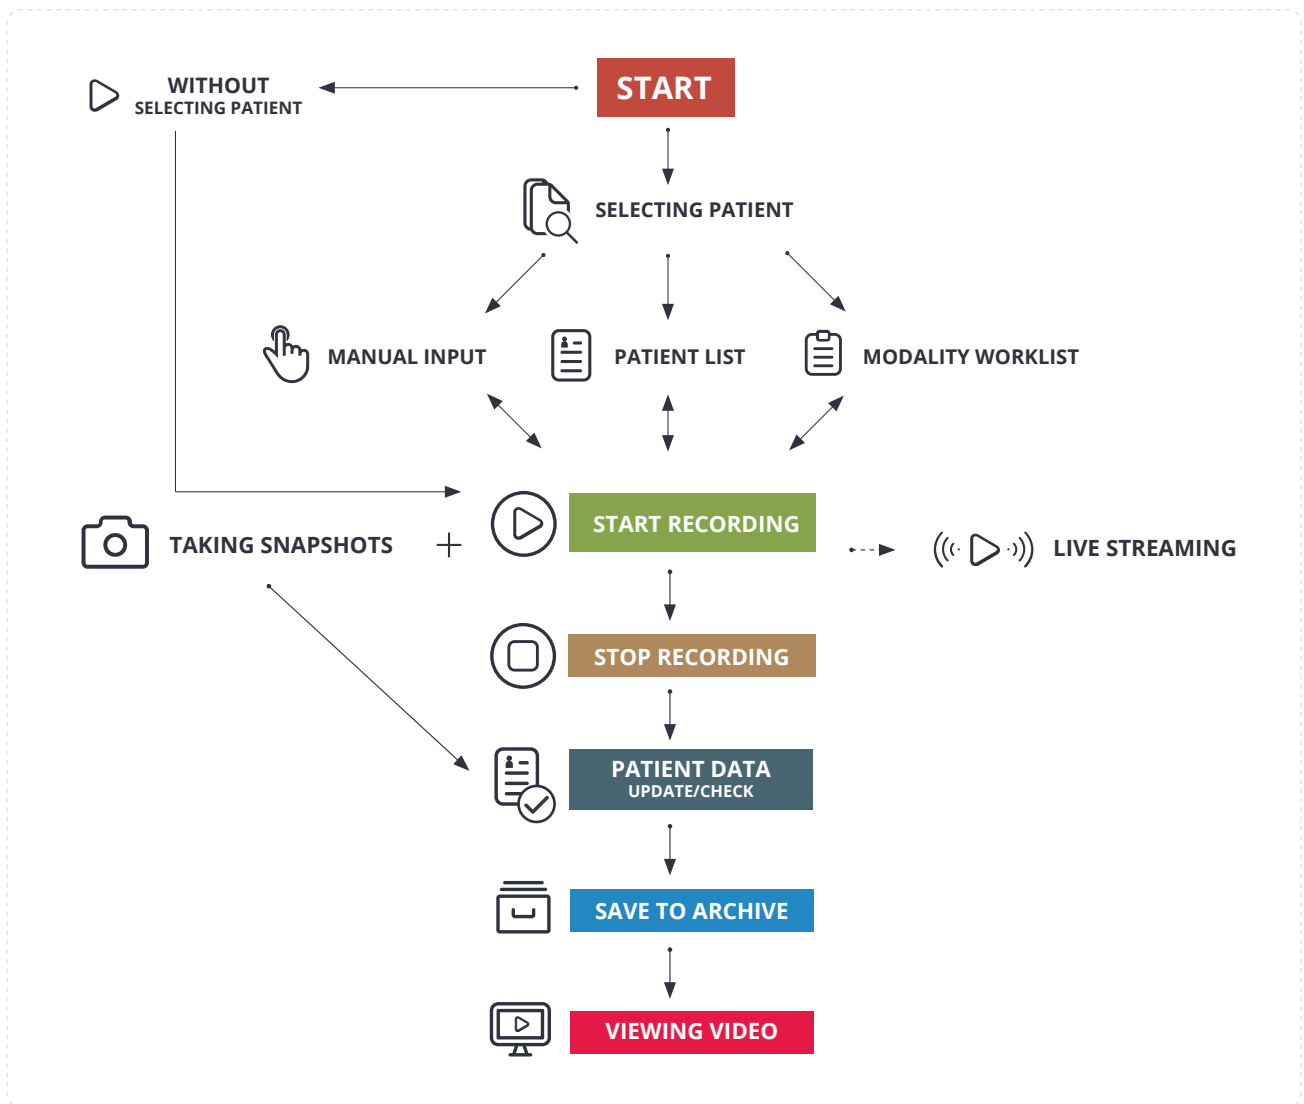 START
WITHOUT
SELECTING PATIENT
SELECTING PATIENT
MANUAL INPUT
PATIENT LIST
MODALITY WORKLIST
START RECORDING
TAKING SNAPSHOTS
LIVE STREAMING
STOP RECORDING
PATIENT DATA
UPDATE/CHECK
SAVE TO ARCHIVE
VIEWING VIDEO